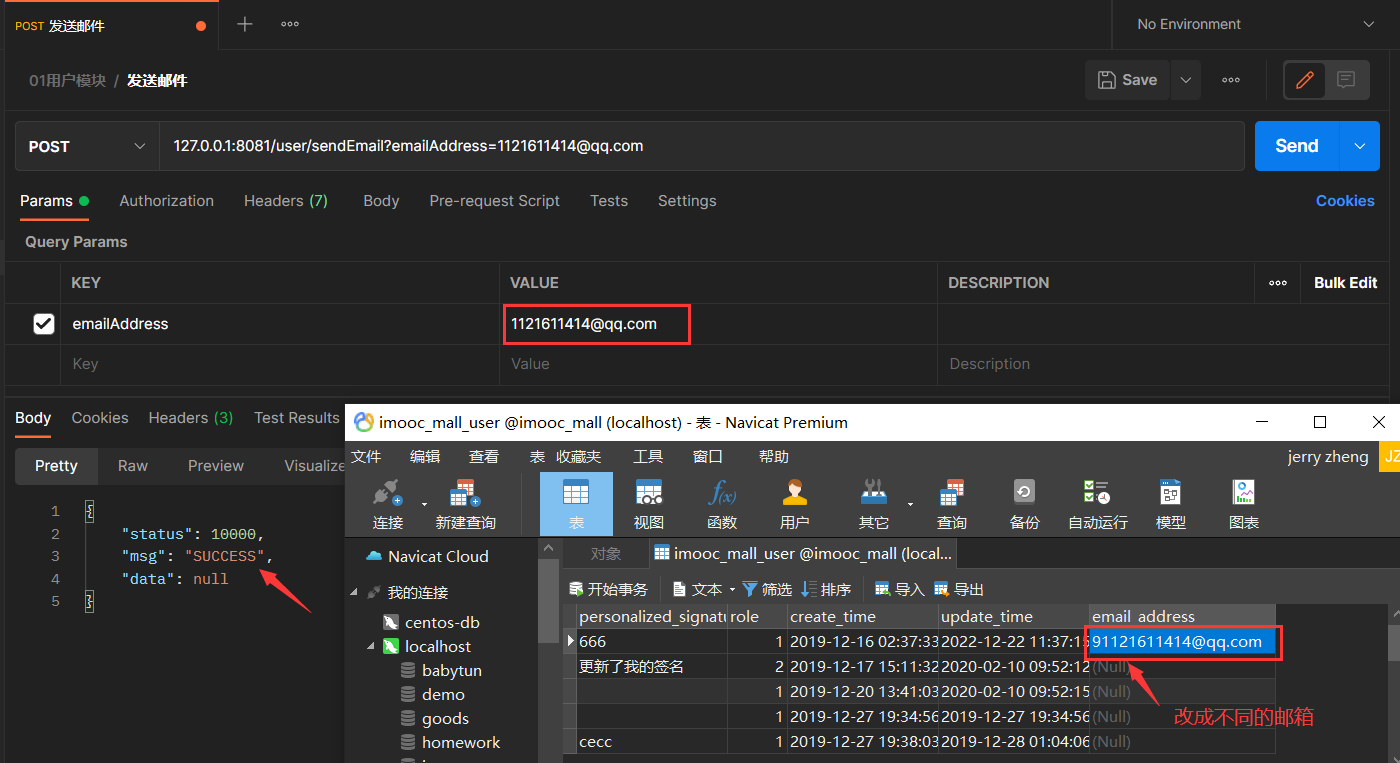 POST 发送邮件
No Environment
01用户模块 / 发送邮件
Save
POST
127.0.0.1:8081/user/sendEmail?emailAddress=1121611414@qq.com
Send
Params Authorization Headers (7) Body Pre-request Script Tests Settings Cookies
Query Params
KEY VALUE DESCRIPTION Bulk Edit
emailAddress 1121611414@qq.com
Key Value Description
Body Cookies Headers (3) Test Results
Pretty Raw Preview Visualize
1 {
2 "status": 10000,
3 "msg": "SUCCESS",
4 "data": null
5 }
imooc_mall_user @imooc_mall (localhost) - 表 - Navicat Premium
文件 编辑 查看 表 收藏夹 工具 窗口 帮助 jerry zheng JZ
连接 新建查询 表 视图 函数 用户 其它 查询 备份 自动运行 模型 图表
Navicat Cloud
我的连接
centos-db
localhost
babytun
demo
goods
homework
对象 imooc_mall_user @imooc_mall (local...
开始事务 文本 筛选 排序 导入 导出
personalized_signatu role create_time update_time email_address
666 1 2019-12-16 02:37:33 2022-12-22 11:37:15 91121611414@qq.com
更新了我的签名 2 2019-12-17 15:11:32 2020-02-10 09:52:12 (Null)
1 2019-12-20 13:41:03 2020-02-10 09:52:15 (Null)
1 2019-12-27 19:34:56 2019-12-27 19:34:56 (Null)
cecc 1 2019-12-27 19:38:03 2019-12-28 01:04:06 (Null)
改成不同的邮箱